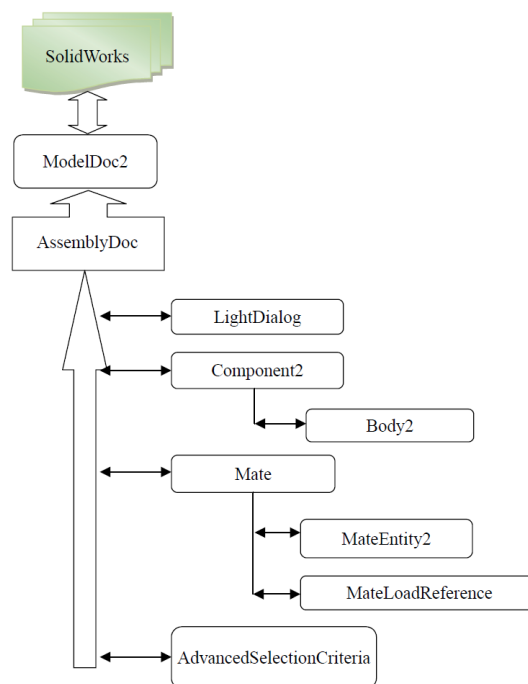 SolidWorks
ModelDoc2
AssemblyDoc
LightDialog
Component2
Body2
Mate
MateEntity2
MateLoadReference
AdvancedSelectionCriteria